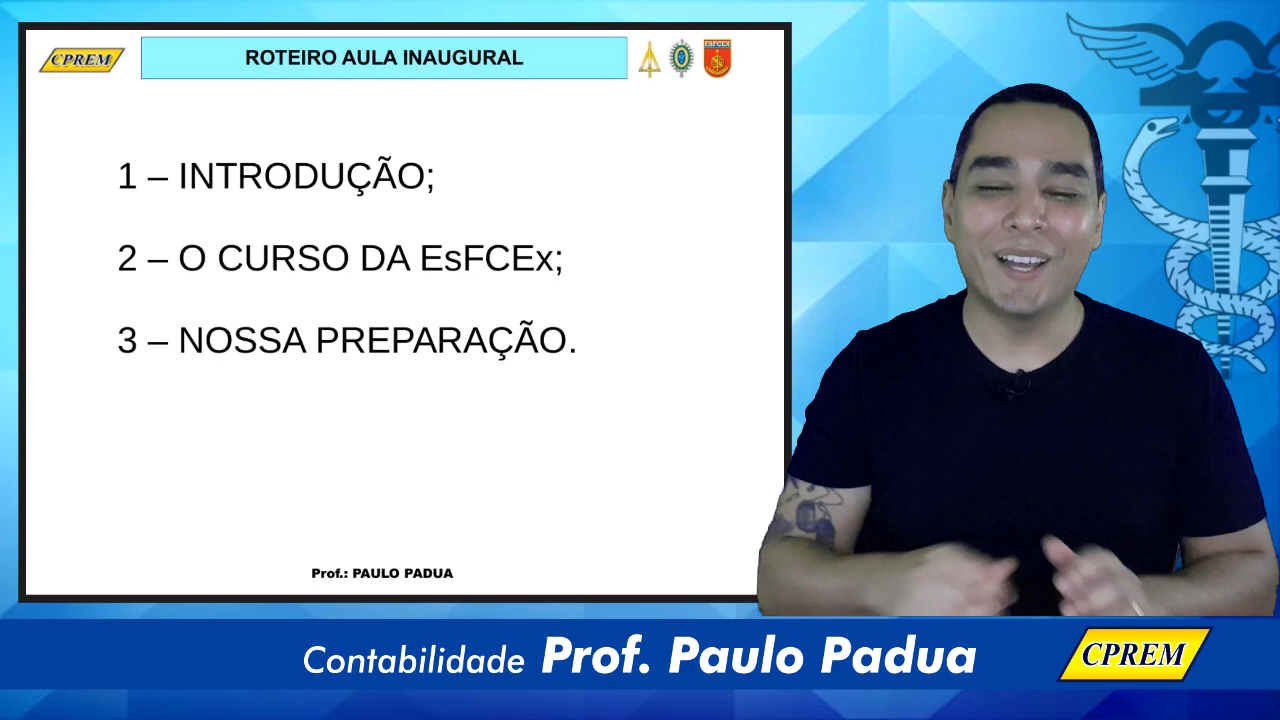 CPREM
ROTEIRO AULA INAUGURAL
ESFCEX
1 – INTRODUÇÃO;
2 – O CURSO DA EsFCEx;
3 – NOSSA PREPARAÇÃO.
Prof.: PAULO PADUA
Contabilidade Prof. Paulo Padua
CPREM